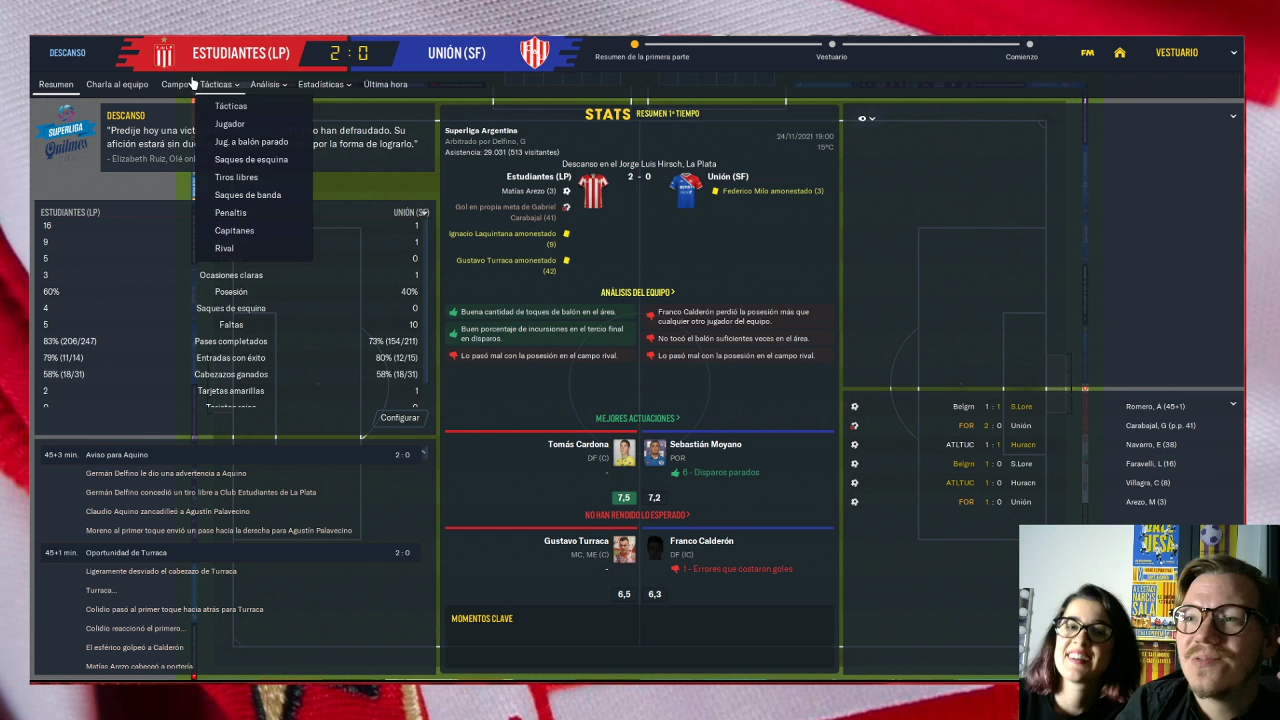 DESCANSO
ESTUDIANTES (LP)
2 : 0
UNIÓN (SF)
Resumen de la primera parte
Vestuario
Comienzo
FM
VESTUARIO
Resumen
Charla al equipo
Campo
Tácticas
Análisis
Estadísticas
Última hora
Tácticas
Jugador
Jug. a balón parado
Saques de esquina
Tiros libres
Saques de banda
Penaltis
Capitanes
Rival
SUPERLIGA
Quilmes
DESCANSO
"Predije hoy una vict
o han defraudado. Su
afición estará sin du
por la forma de lograrlo."
- Elizabeth Ruiz, Olé onl
ESTUDIANTES (LP)
UNIÓN (SF)
16
1
9
1
5
0
3 Ocasiones claras 1
60% Posesión 40%
4 Saques de esquina 0
5 Faltas 10
83% (206/247) Pases completados 73% (154/211)
79% (11/14) Entradas con éxito 80% (12/15)
58% (18/31) Cabezazos ganados 58% (18/31)
2 Tarjetas amarillas 1
Configurar
45+3 min. Aviso para Aquino 2:0
Germán Delfino le dio una advertencia a Aquino
Germán Delfino concedió un tiro libre a Club Estudiantes de La Plata
Claudio Aquino zancadilleó a Agustín Palavecino
Moreno al primer toque envió un pase hacia la derecha para Agustín Palavecino
45+1 min. Oportunidad de Turraca 2:0
Ligeramente desviado el cabezazo de Turraca
Turraca...
Colidio pasó al primer toque hacia atrás para Turraca
Colidio reaccionó el primero...
El esférico golpeó a Calderón
Matías Arezo cabeceó a portería
STATS RESUMEN 1º TIEMPO
Superliga Argentina
Arbitrado por Delfino, G
Asistencia: 29.031 (513 visitantes)
24/11/2021 19:00
15°C
Descanso en el Jorge Luis Hirsch, La Plata
Estudiantes (LP) 2 - 0 Unión (SF)
Matías Arezo (3)
Federico Milo amonestado (3)
Gol en propia meta de Gabriel
Carabajal (41)
Ignacio Laquintana amonestado
(9)
Gustavo Turraca amonestado
(42)
ANÁLISIS DEL EQUIPO >
Buena cantidad de toques de balón en el área.
Buen porcentaje de incursiones en el tercio final
en disparos.
Lo pasó mal con la posesión en el campo rival.
Franco Calderón perdió la posesión más que
cualquier otro jugador del equipo.
No tocó el balón suficientes veces en el área.
Lo pasó mal con la posesión en el campo rival.
MEJORES ACTUACIONES >
Tomás Cardona
DF (C)
-
7,5
Sebastián Moyano
POR
6 - Disparos parados
7,2
NO HAN RENDIDO LO ESPERADO >
Gustavo Turraca
MC, ME (C)
-
6,5
Franco Calderón
DF (IC)
1 - Errores que costaron goles
6,3
MOMENTOS CLAVE
Belgrn 1 : 1 S.Lore Romero, A (45+1)
FOR 2 : 0 Unión Carabajal, G (p.p. 41)
ATLTUC 1 : 1 Huracn Navarro, E (38)
Belgrn 1 : 0 S.Lore Faravelli, L (16)
ATLTUC 1 : 0 Huracn Villagra, C (8)
FOR 1 : 0 Unión Arezo, M (3)